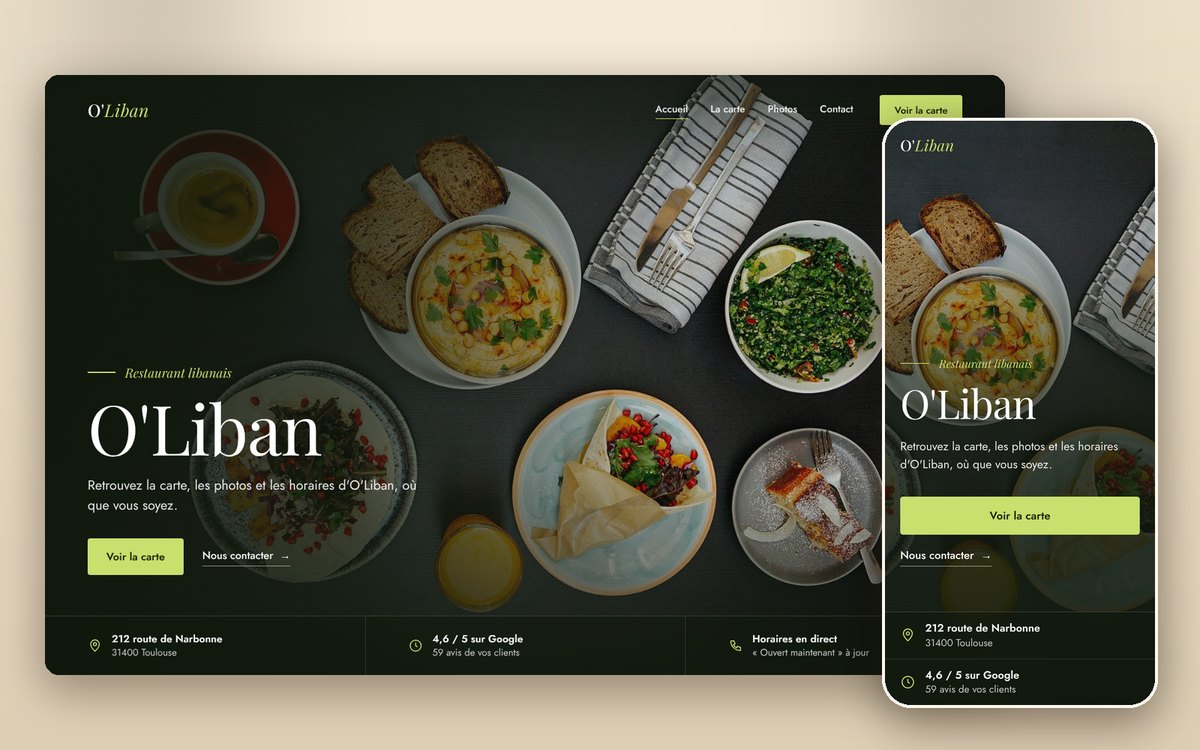 O'Liban
Accueil La carte Photos Contact Voir la carte
Restaurant libanais
O'Liban
Retrouvez la carte, les photos et les horaires d'O'Liban, où
que vous soyez.
Voir la carte Nous contacter →
212 route de Narbonne
31400 Toulouse
4,6 / 5 sur Google
59 avis de vos clients
Horaires en direct
« Ouvert maintenant » à jour
O'Liban
Restaurant libanais
O'Liban
Retrouvez la carte, les photos et les horaires
d'O'Liban, où que vous soyez.
Voir la carte
Nous contacter →
212 route de Narbonne
31400 Toulouse
4,6 / 5 sur Google
59 avis de vos clients